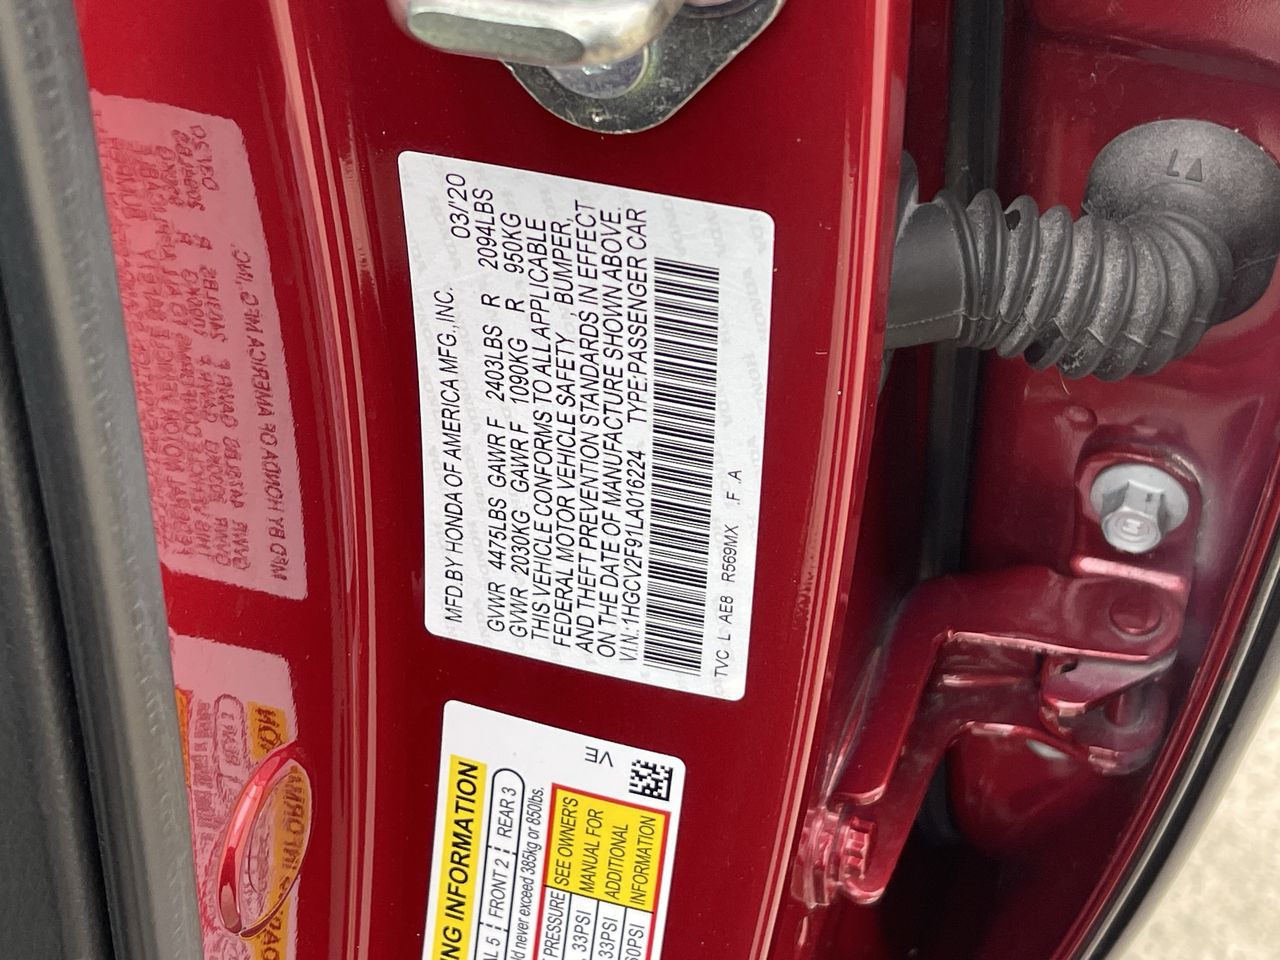 MFD.BY HONDA OF AMERICA MFG.,INC. 03/'20
GVWR 4475LBS GAWR F 2403LBS R 2094LBS
GVWR 2030KG GAWR F 1090KG R 950KG
THIS VEHICLE CONFORMS TO ALL APPLICABLE
FEDERAL MOTOR VEHICLE SAFETY ,BUMPER,
AND THEFT PREVENTION STANDARDS IN EFFECT
ON THE DATE OF MANUFACTURE SHOWN ABOVE.
V.I.N.:1HGCV2F91LA016224 TYPE:PASSENGER CAR
TVC L AE8 R569MX F A
VE
INFORMATION
5 FRONT 2 REAR 3
never exceed 385kg or 850lbs.
PRESSURE SEE OWNER'S
33PSI MANUAL FOR
33PSI ADDITIONAL
60PSI INFORMATION